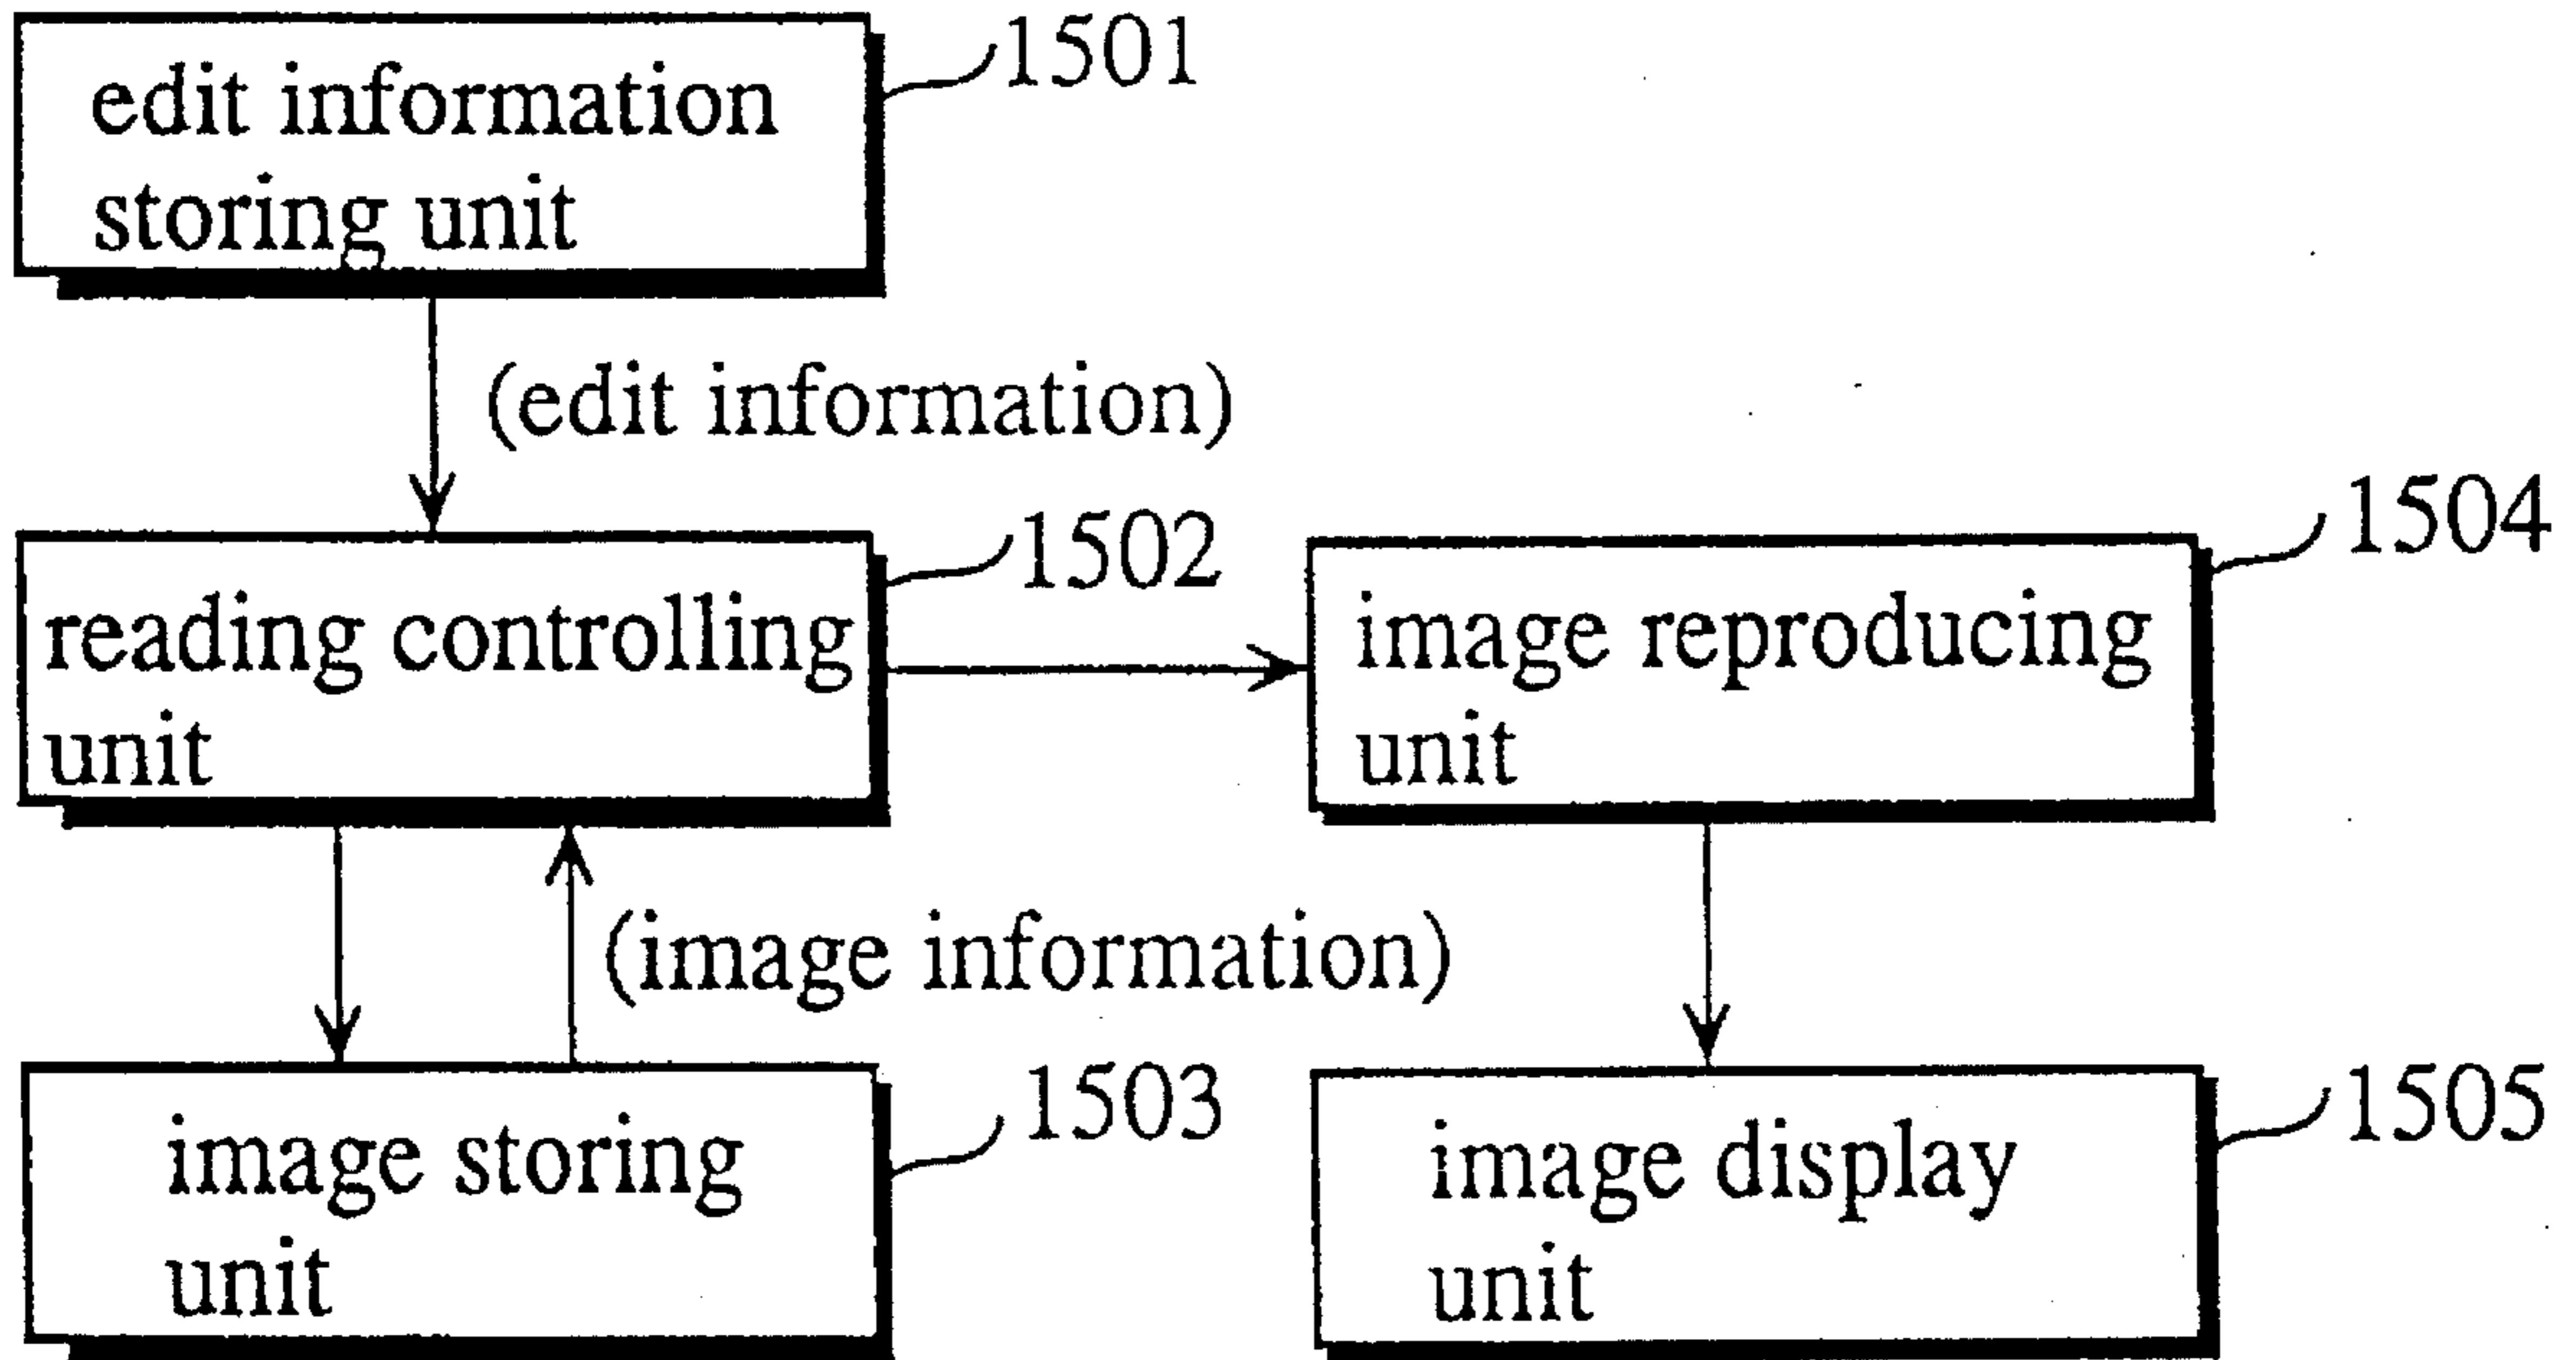 edit information
storing unit
1501
(edit information)
reading controlling
unit
1502
image reproducing
unit
1504
(image information)
image storing
unit
1503
image display
unit
1505